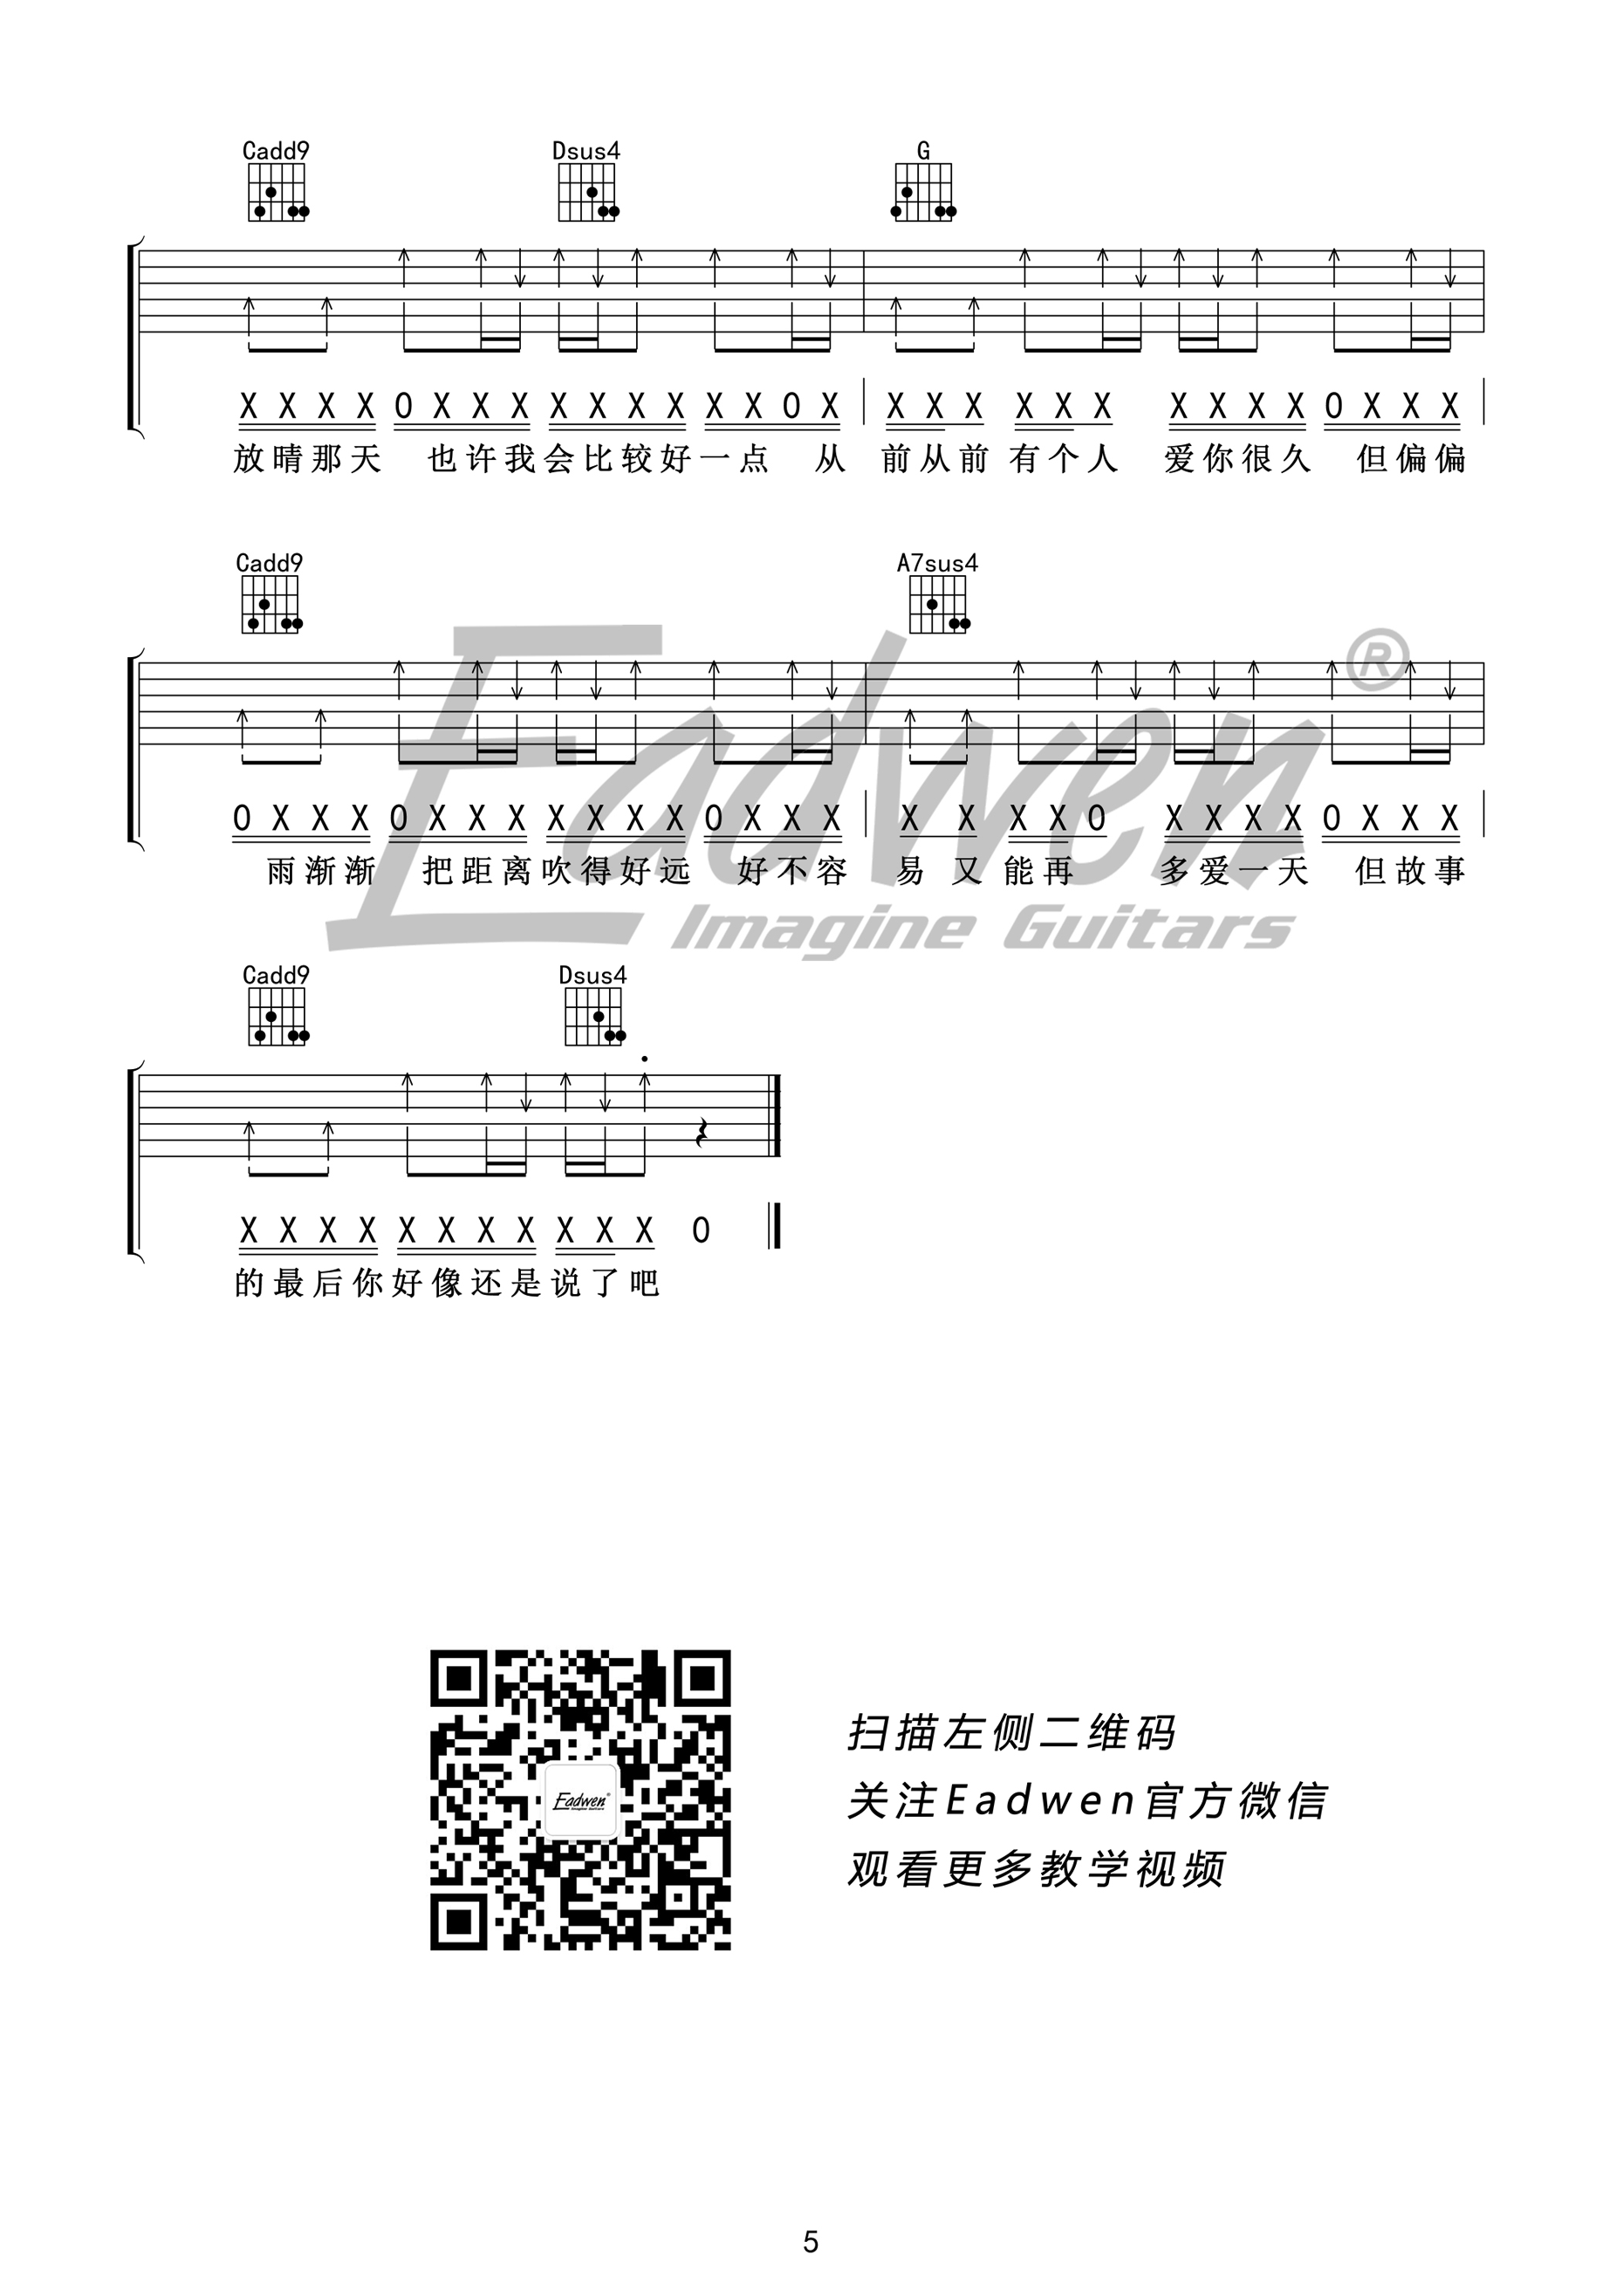 Cadd9 Dsus4 G
X X X X 0 X X X X X X X X X 0 X X X X X X X X X X X 0 X X X
放晴那天 也许我会比较好一点 从 前从前 有个人 爱你很久 但偏偏
Cadd9 A7sus4
0 X X X 0 X X X X X X X 0 X X X X X X X 0 X X X X 0 X X X
雨渐渐 把距离吹得好远 好不容 易 又 能再 多爱一天 但故事
Eadwen®
Imagine Guitars
Cadd9 Dsus4
X X X X X X X X X X X 0
的最后你好像还是说了吧
扫描左侧二维码
Eadwen®
Imagine Guitars
关注Eadwen官方微信
观看更多教学视频
5